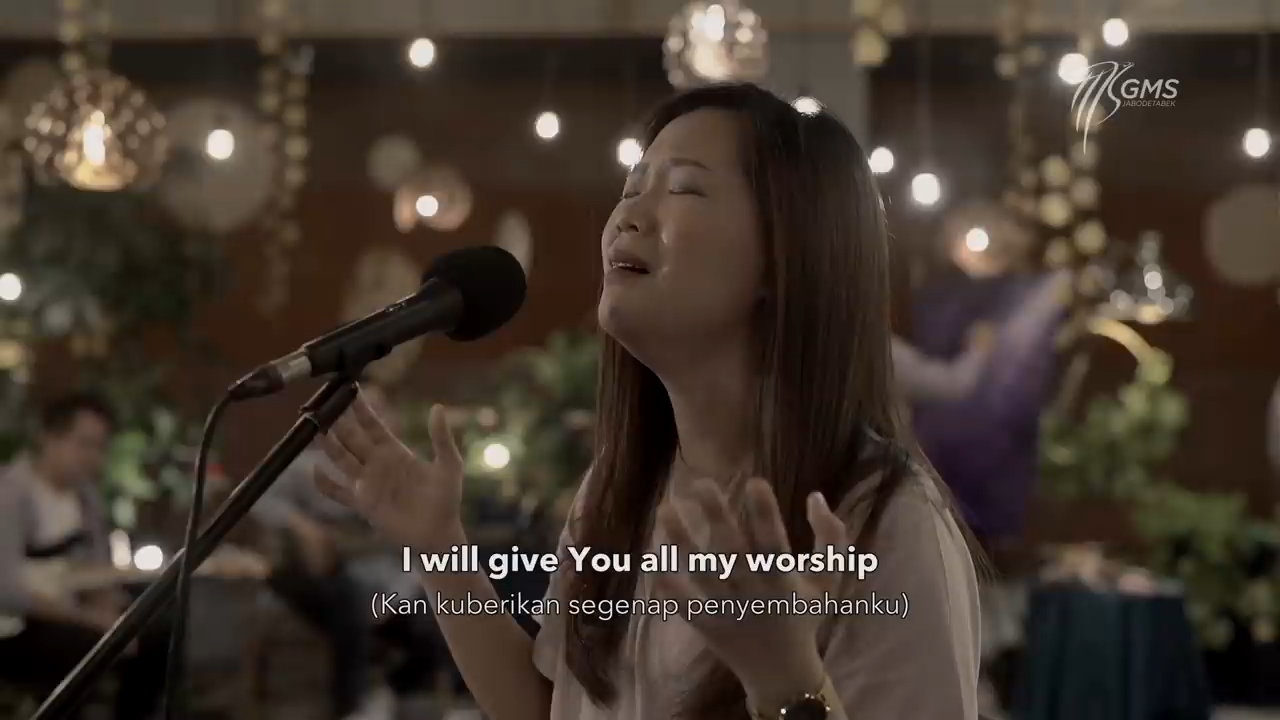 GMS
JABODETABEK
I will give You all my worship
(Kan kuberikan segenap penyembahanku)